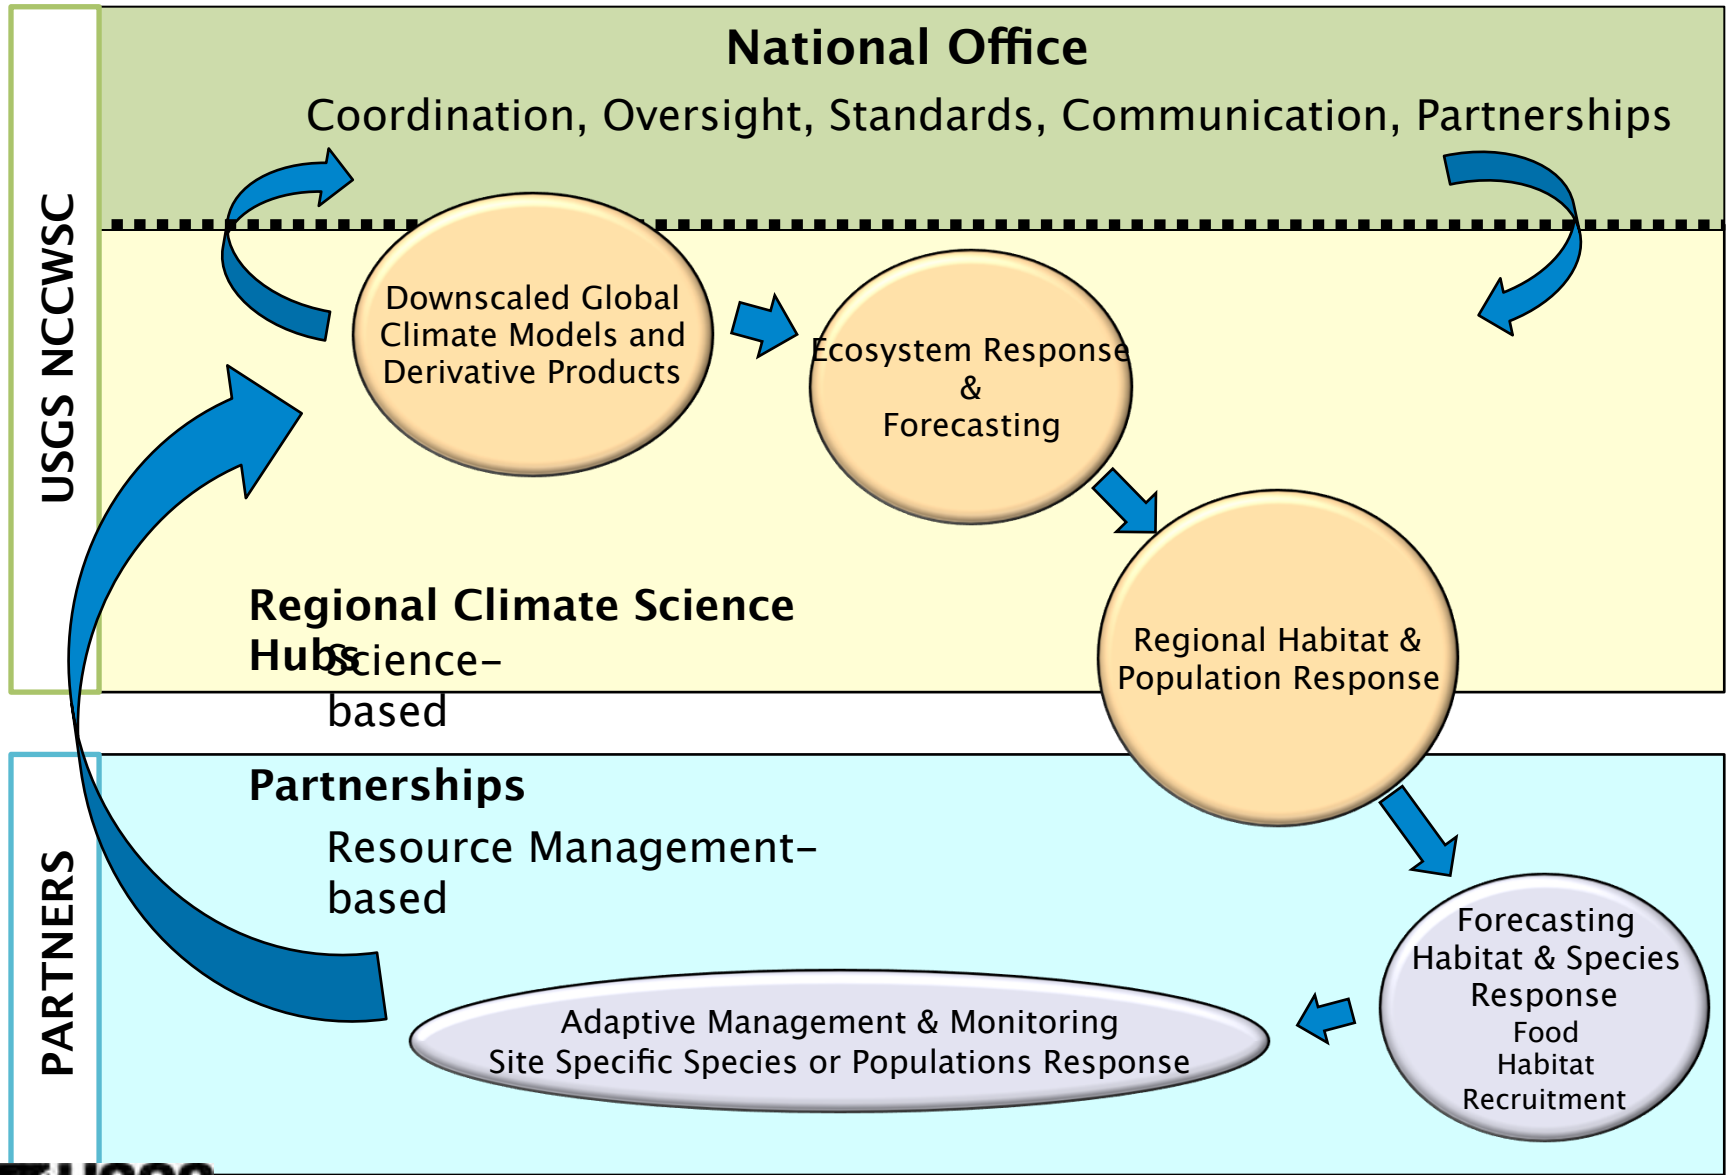 National Office
Coordination, Oversight, Standards, Communication, Partnerships
USGS NCCWSC
Downscaled Global
Climate Models and
Derivative Products
Ecosystem Response
&
Forecasting
Regional Climate Science
Hubs
Science-
based
Regional Habitat &
Population Response
PARTNERS
Partnerships
Resource Management-
based
Forecasting
Habitat & Species
Response
Food
Habitat
Recruitment
Adaptive Management & Monitoring
Site Specific Species or Populations Response